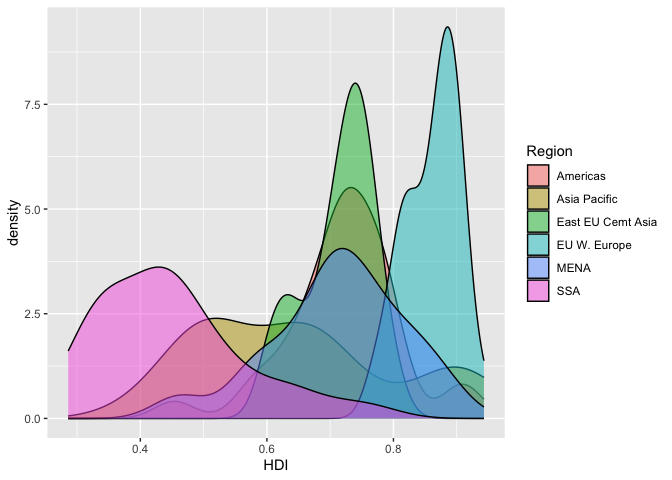 7.5
5.0
2.5
0.0
density
0.4
0.6
0.8
HDI
Region
Americas
Asia Pacific
East EU Cemt Asia
EU W. Europe
MENA
SSA